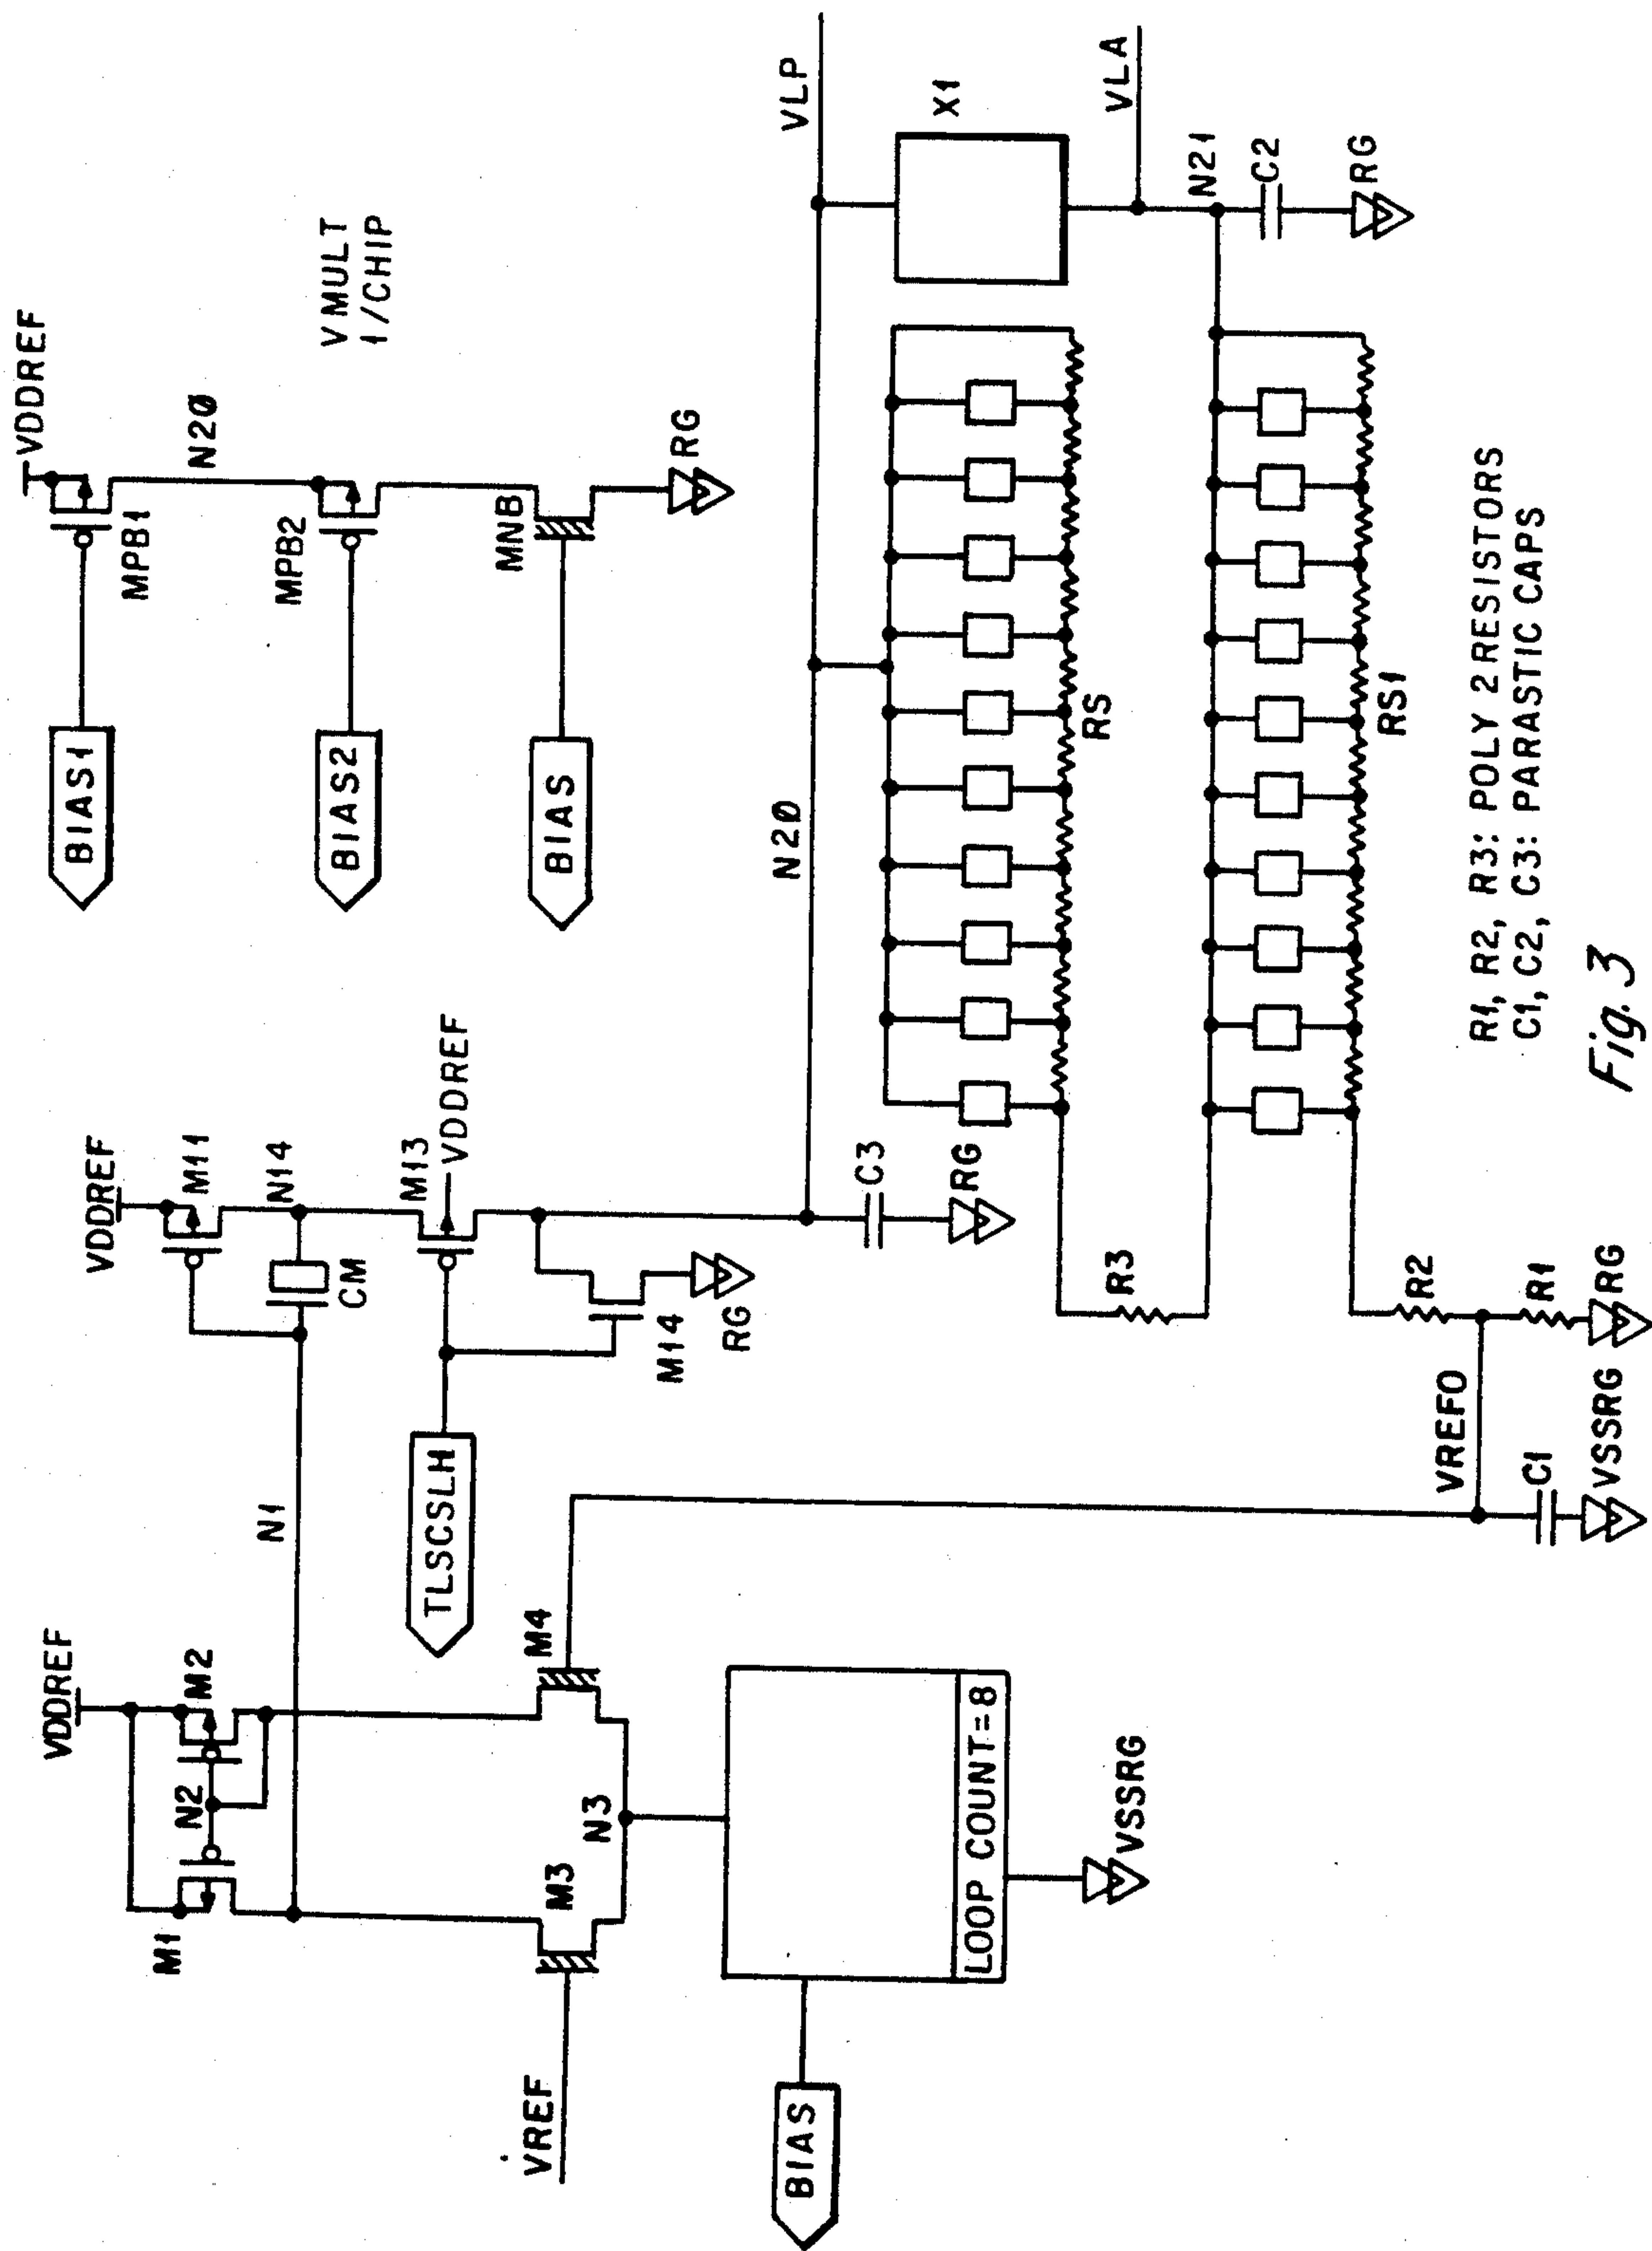 VDDREF
M1
M2
N2
N1
VREF
M3
M4
N3
BIAS
LOOP COUNT=8
VSSRG
VDDREF
M11
N14
CM
M13
VDDREF
TLSCSLH
M14
RG
C3
RG
VDDREF
BIAS1
MPB1
N2Ø
BIAS2
MPB2
BIAS
MNB
RG
VMULT
1/CHIP
N2Ø
VLP
X1
VLA
RS
R3
N21
C2
RG
RS1
R2
VREFO
R1
RG
C1
VSSRG
R1, R2, R3: POLY 2 RESISTORS
C1, C2, C3: PARASTIC CAPS
Fig. 3